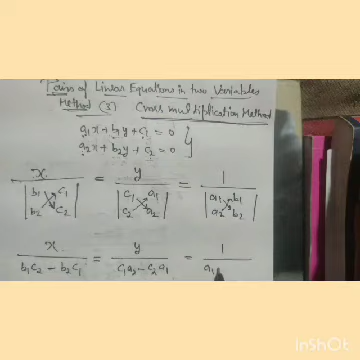 Pairs of Linear Equations in two Variables
Method (3) Cross multiplication Method
a₁x + b₁y + c₁ = 0
a₂x + b₂y + c₂ = 0
x / |b₁ c₁ b₂ c₂| = y / |c₁ a₁ c₂ a₂| = 1 / |a₁ b₁ a₂ b₂|
x / b₁c₂ - b₂c₁ = y / c₁a₂ - c₂a₁ = 1 / a₁
inShOt